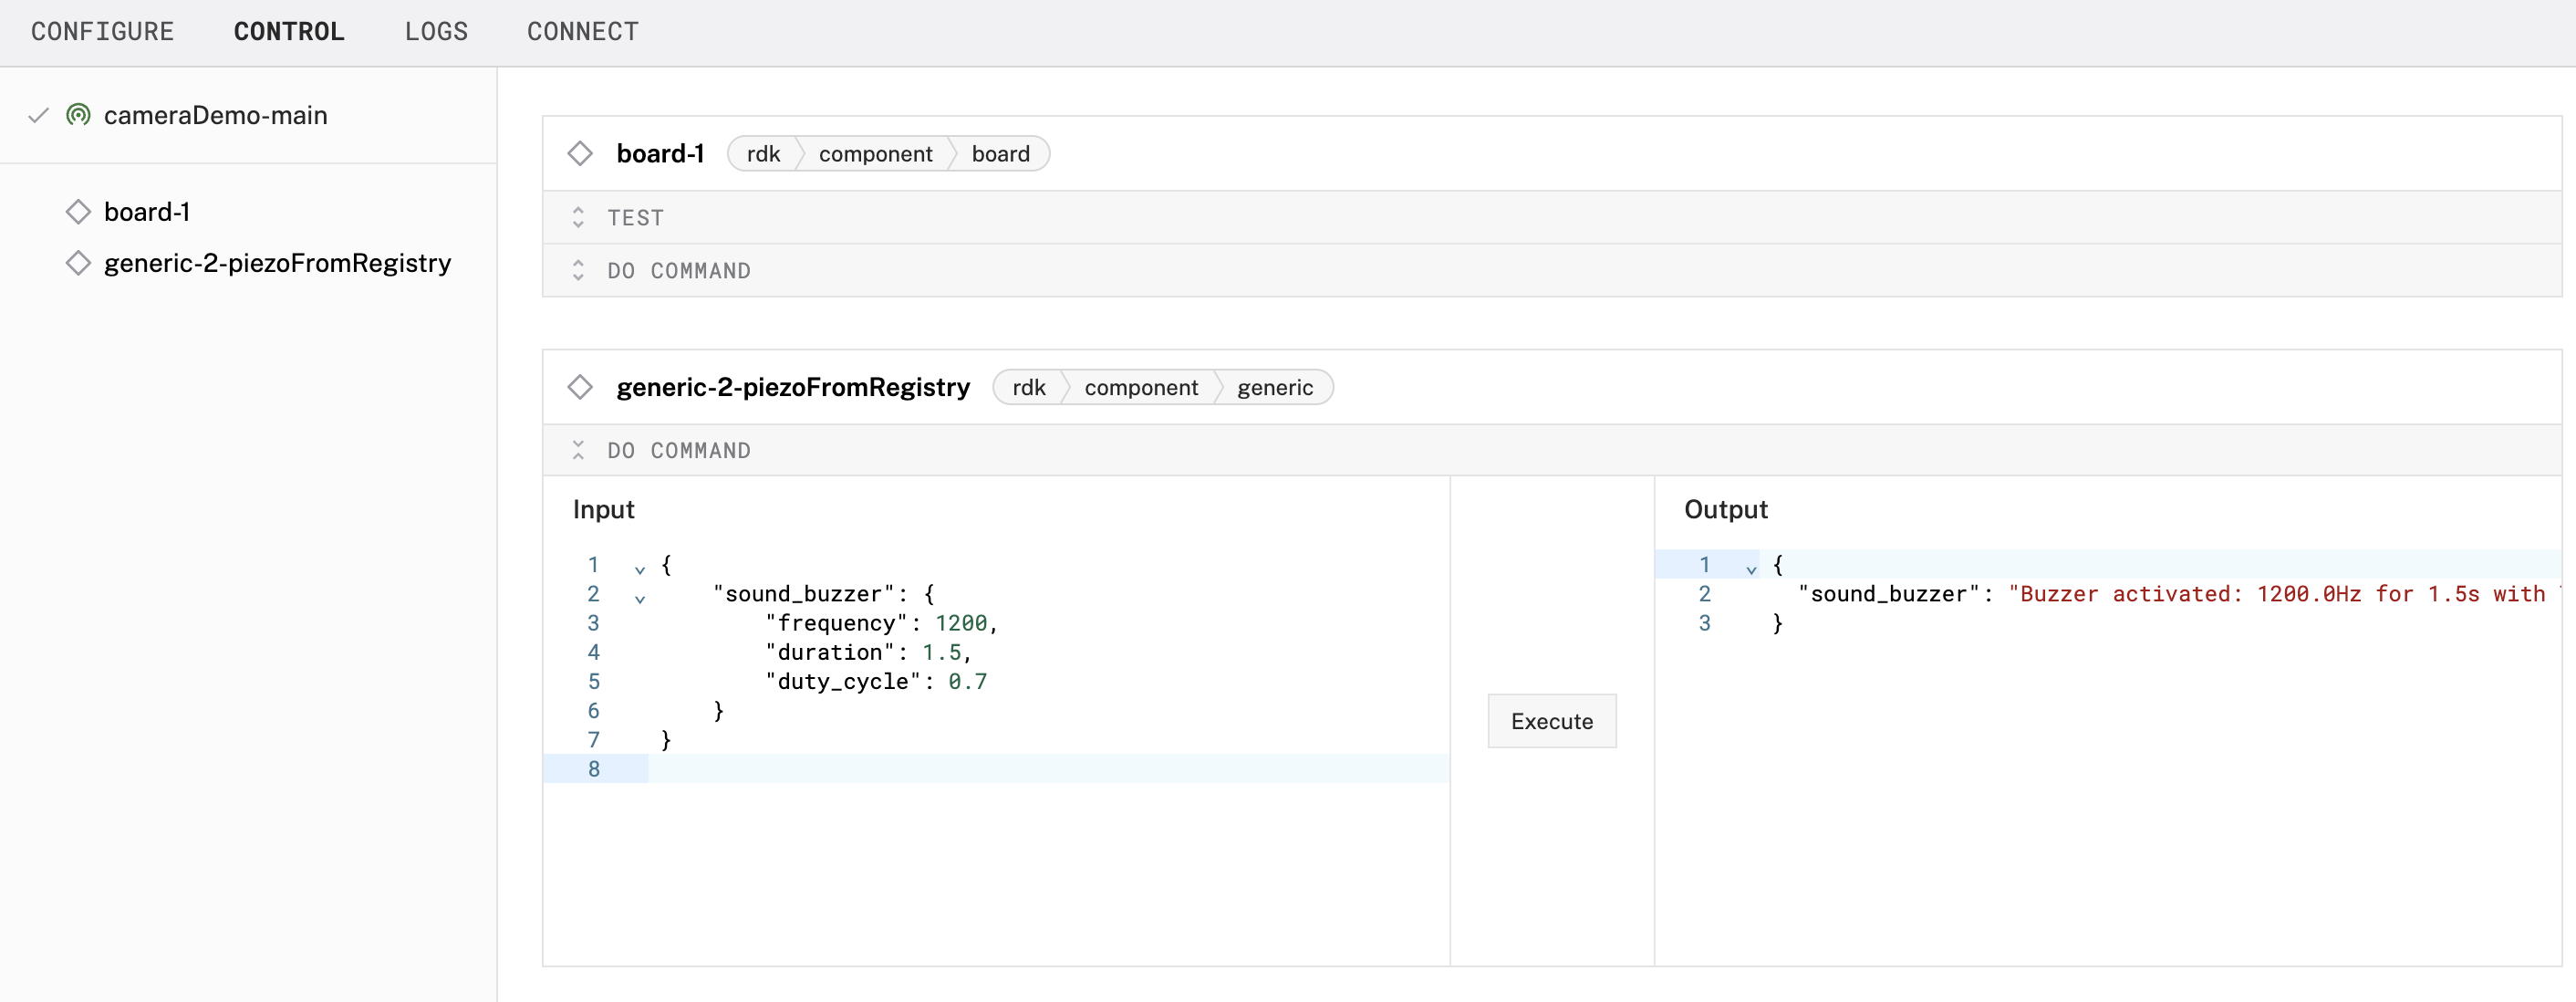 CONFIGURE CONTROL LOGS CONNECT
cameraDemo-main
board-1
generic-2-piezoFromRegistry
board-1 rdk component board
TEST
DO COMMAND
generic-2-piezoFromRegistry rdk component generic
DO COMMAND
Input
1 {
2 "sound_buzzer": {
3 "frequency": 1200,
4 "duration": 1.5,
5 "duty_cycle": 0.7
6 }
7 }
8
Execute
Output
1 {
2 "sound_buzzer": "Buzzer activated: 1200.0Hz for 1.5s with
3 }